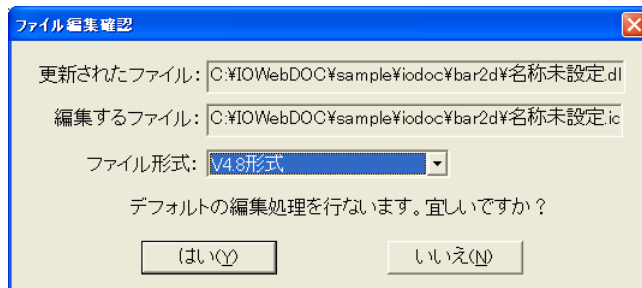 ファイル編集確認
更新されたファイル: C:¥IOWebDOC¥sample¥iodoc¥bar2d¥名称未設定.dl
編集するファイル: C:¥IOWebDOC¥sample¥iodoc¥bar2d¥名称未設定.ic
ファイル形式: V4.8形式
デフォルトの編集処理を行ないます。宜しいですか？
はい(Y) いいえ(N)